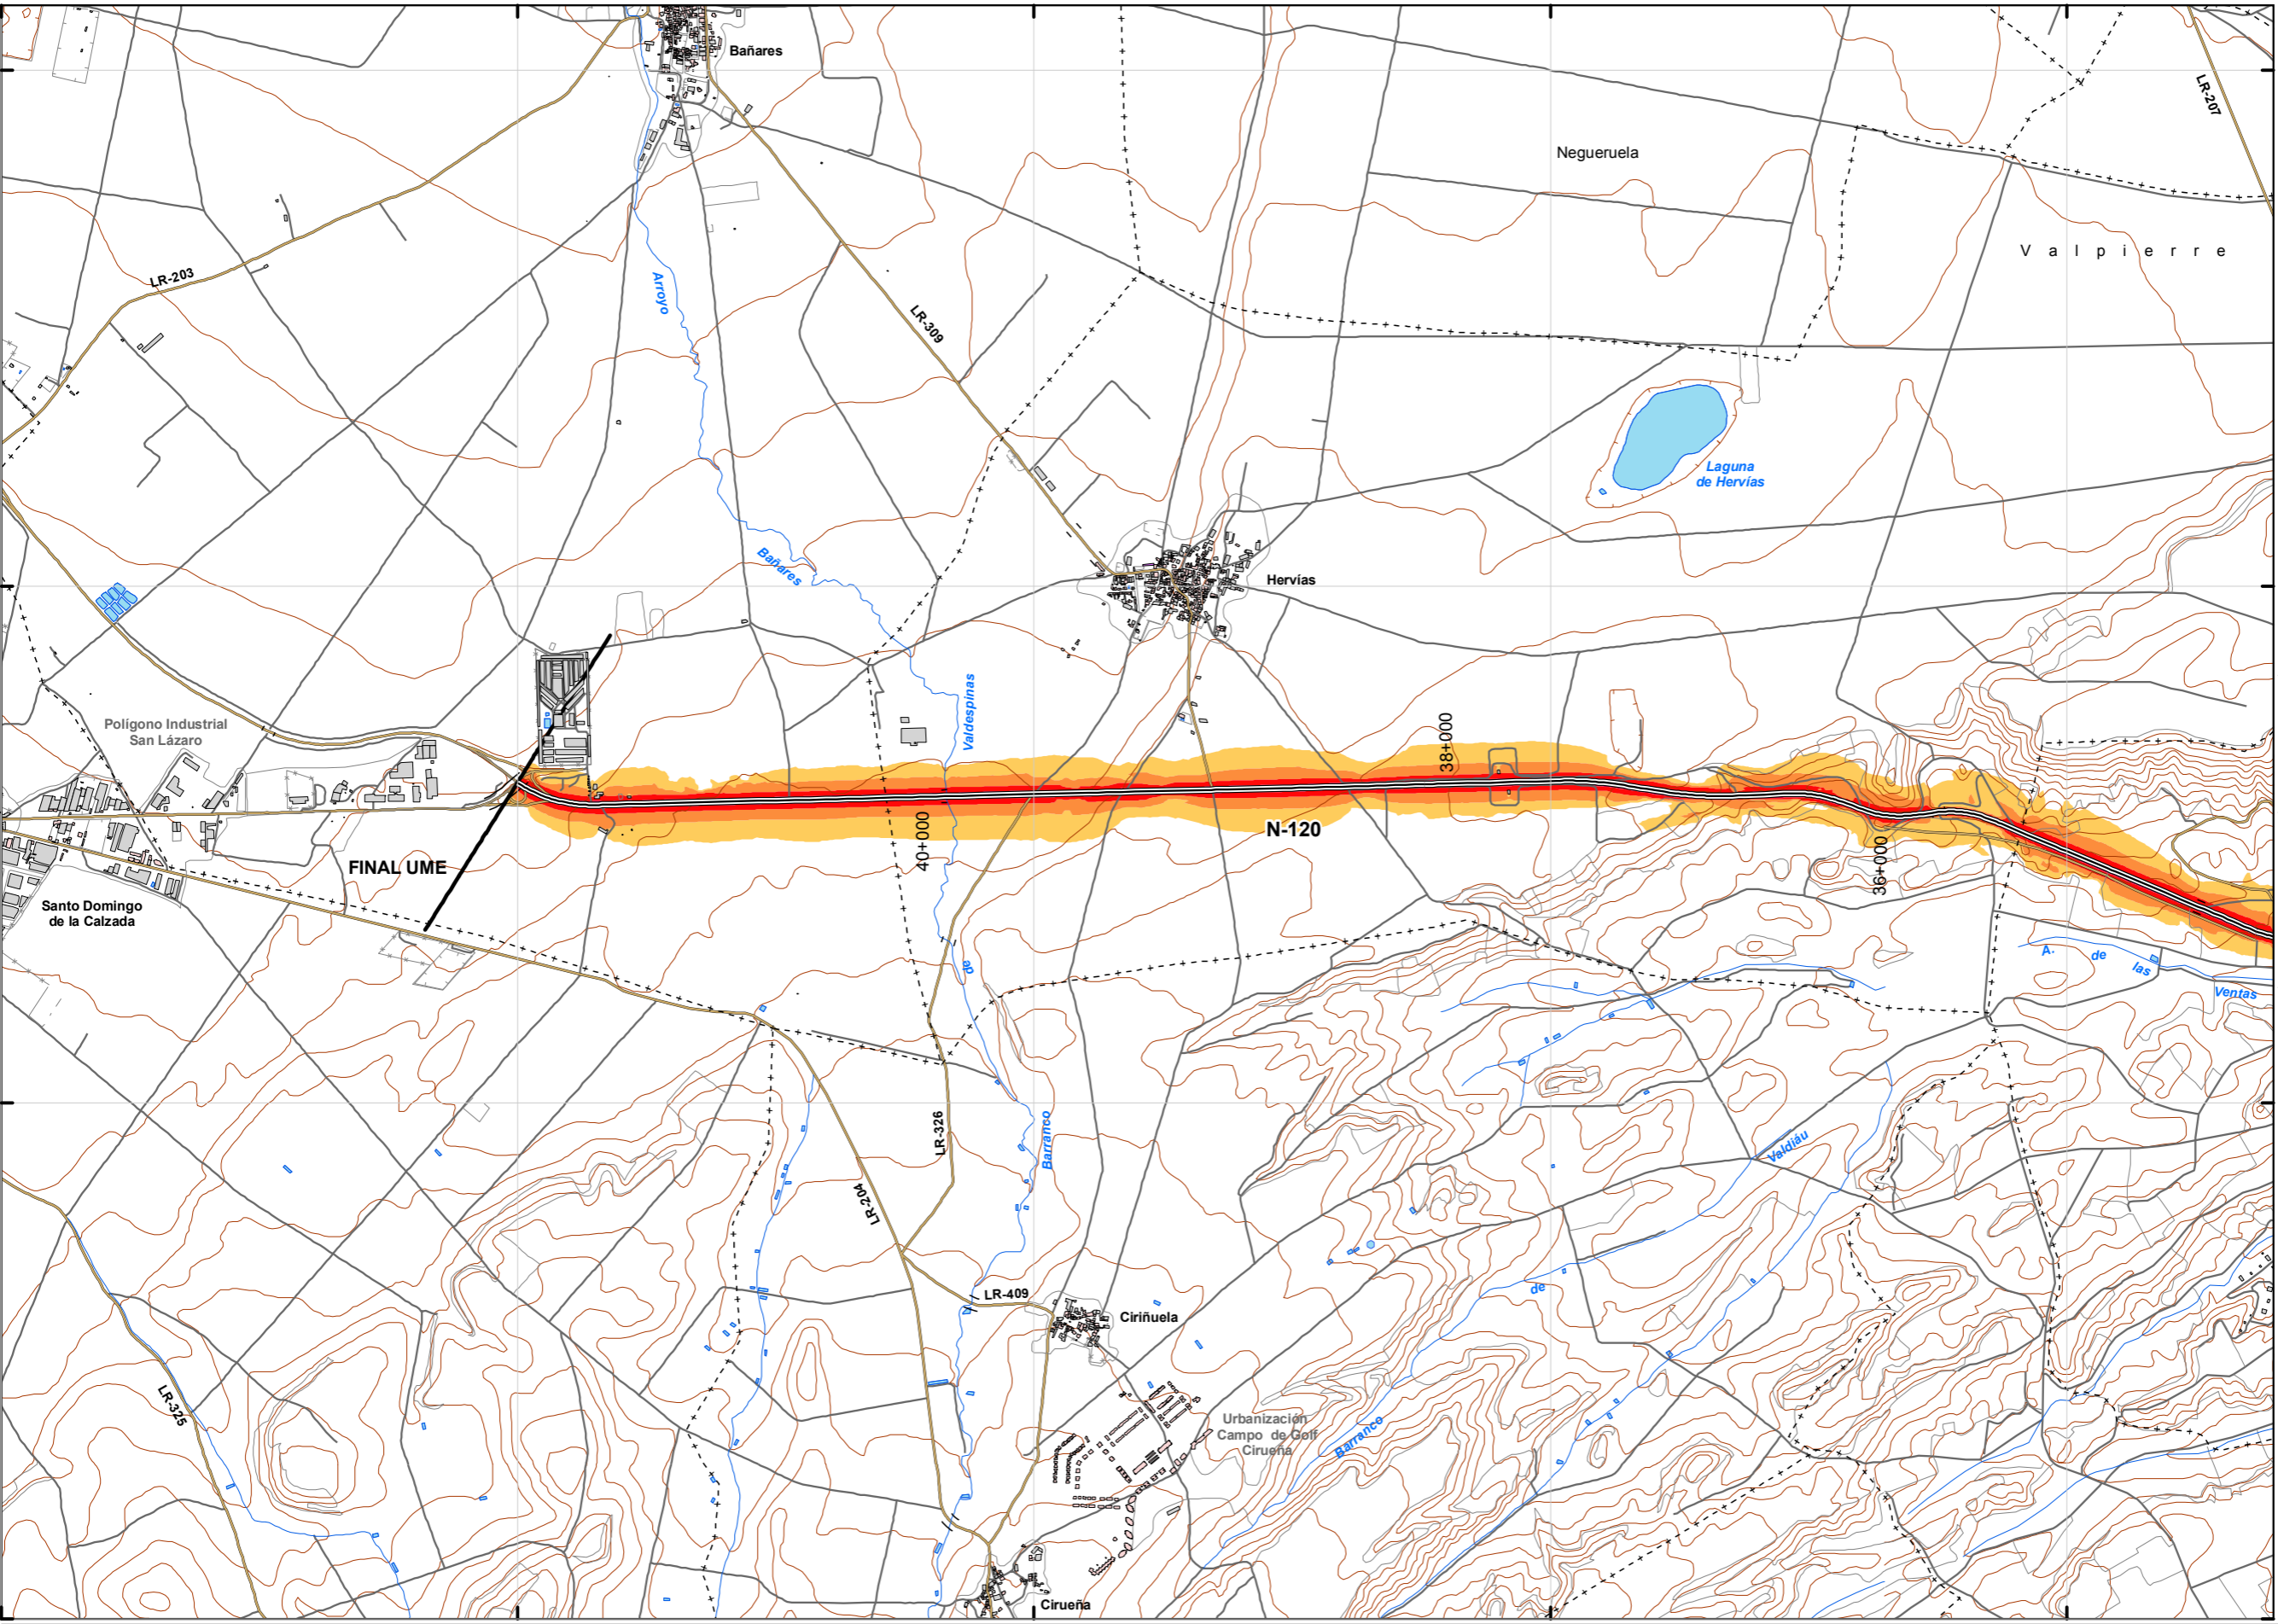 Bañares
LR-207
Negueruela
Valpierre
LR-203
Arroyo
LR-309
Laguna
de Hervías
Bañares
Hervías
Valdespinas
Polígono Industrial
San Lázaro
38+000
40+000
N-120
36+000
FINAL UME
Santo Domingo
de la Calzada
de
A. de las Ventas
LR-326
Barranco
Valdiáu
LR-204
de
LR-409
Ciriñuela
LR-325
Urbanización
Campo de Golf
Cirueña
Barranco
Cirueña